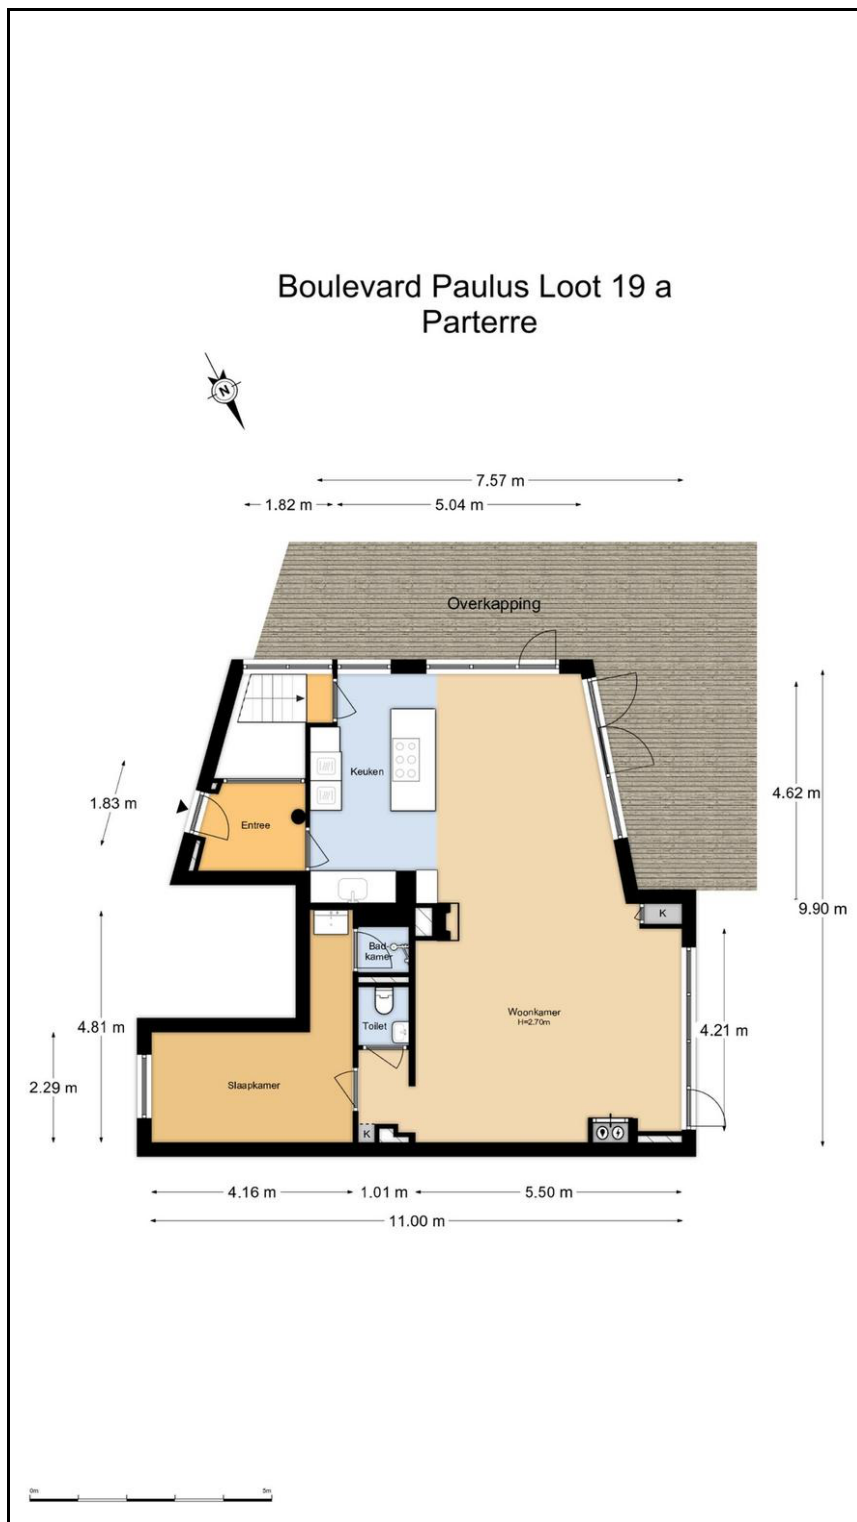 Boulevard Paulus Loot 19 a
Parterre
N
7.57 m
1.82 m
5.04 m
Overkapping
Keuken
1.83 m
Entree
4.62 m
9.90 m
K
Bad-
kamer
Woonkamer
H=2.70m
4.81 m
Toilet
4.21 m
2.29 m
Slaapkamer
K
4.16 m
1.01 m
5.50 m
11.00 m
0m
5m